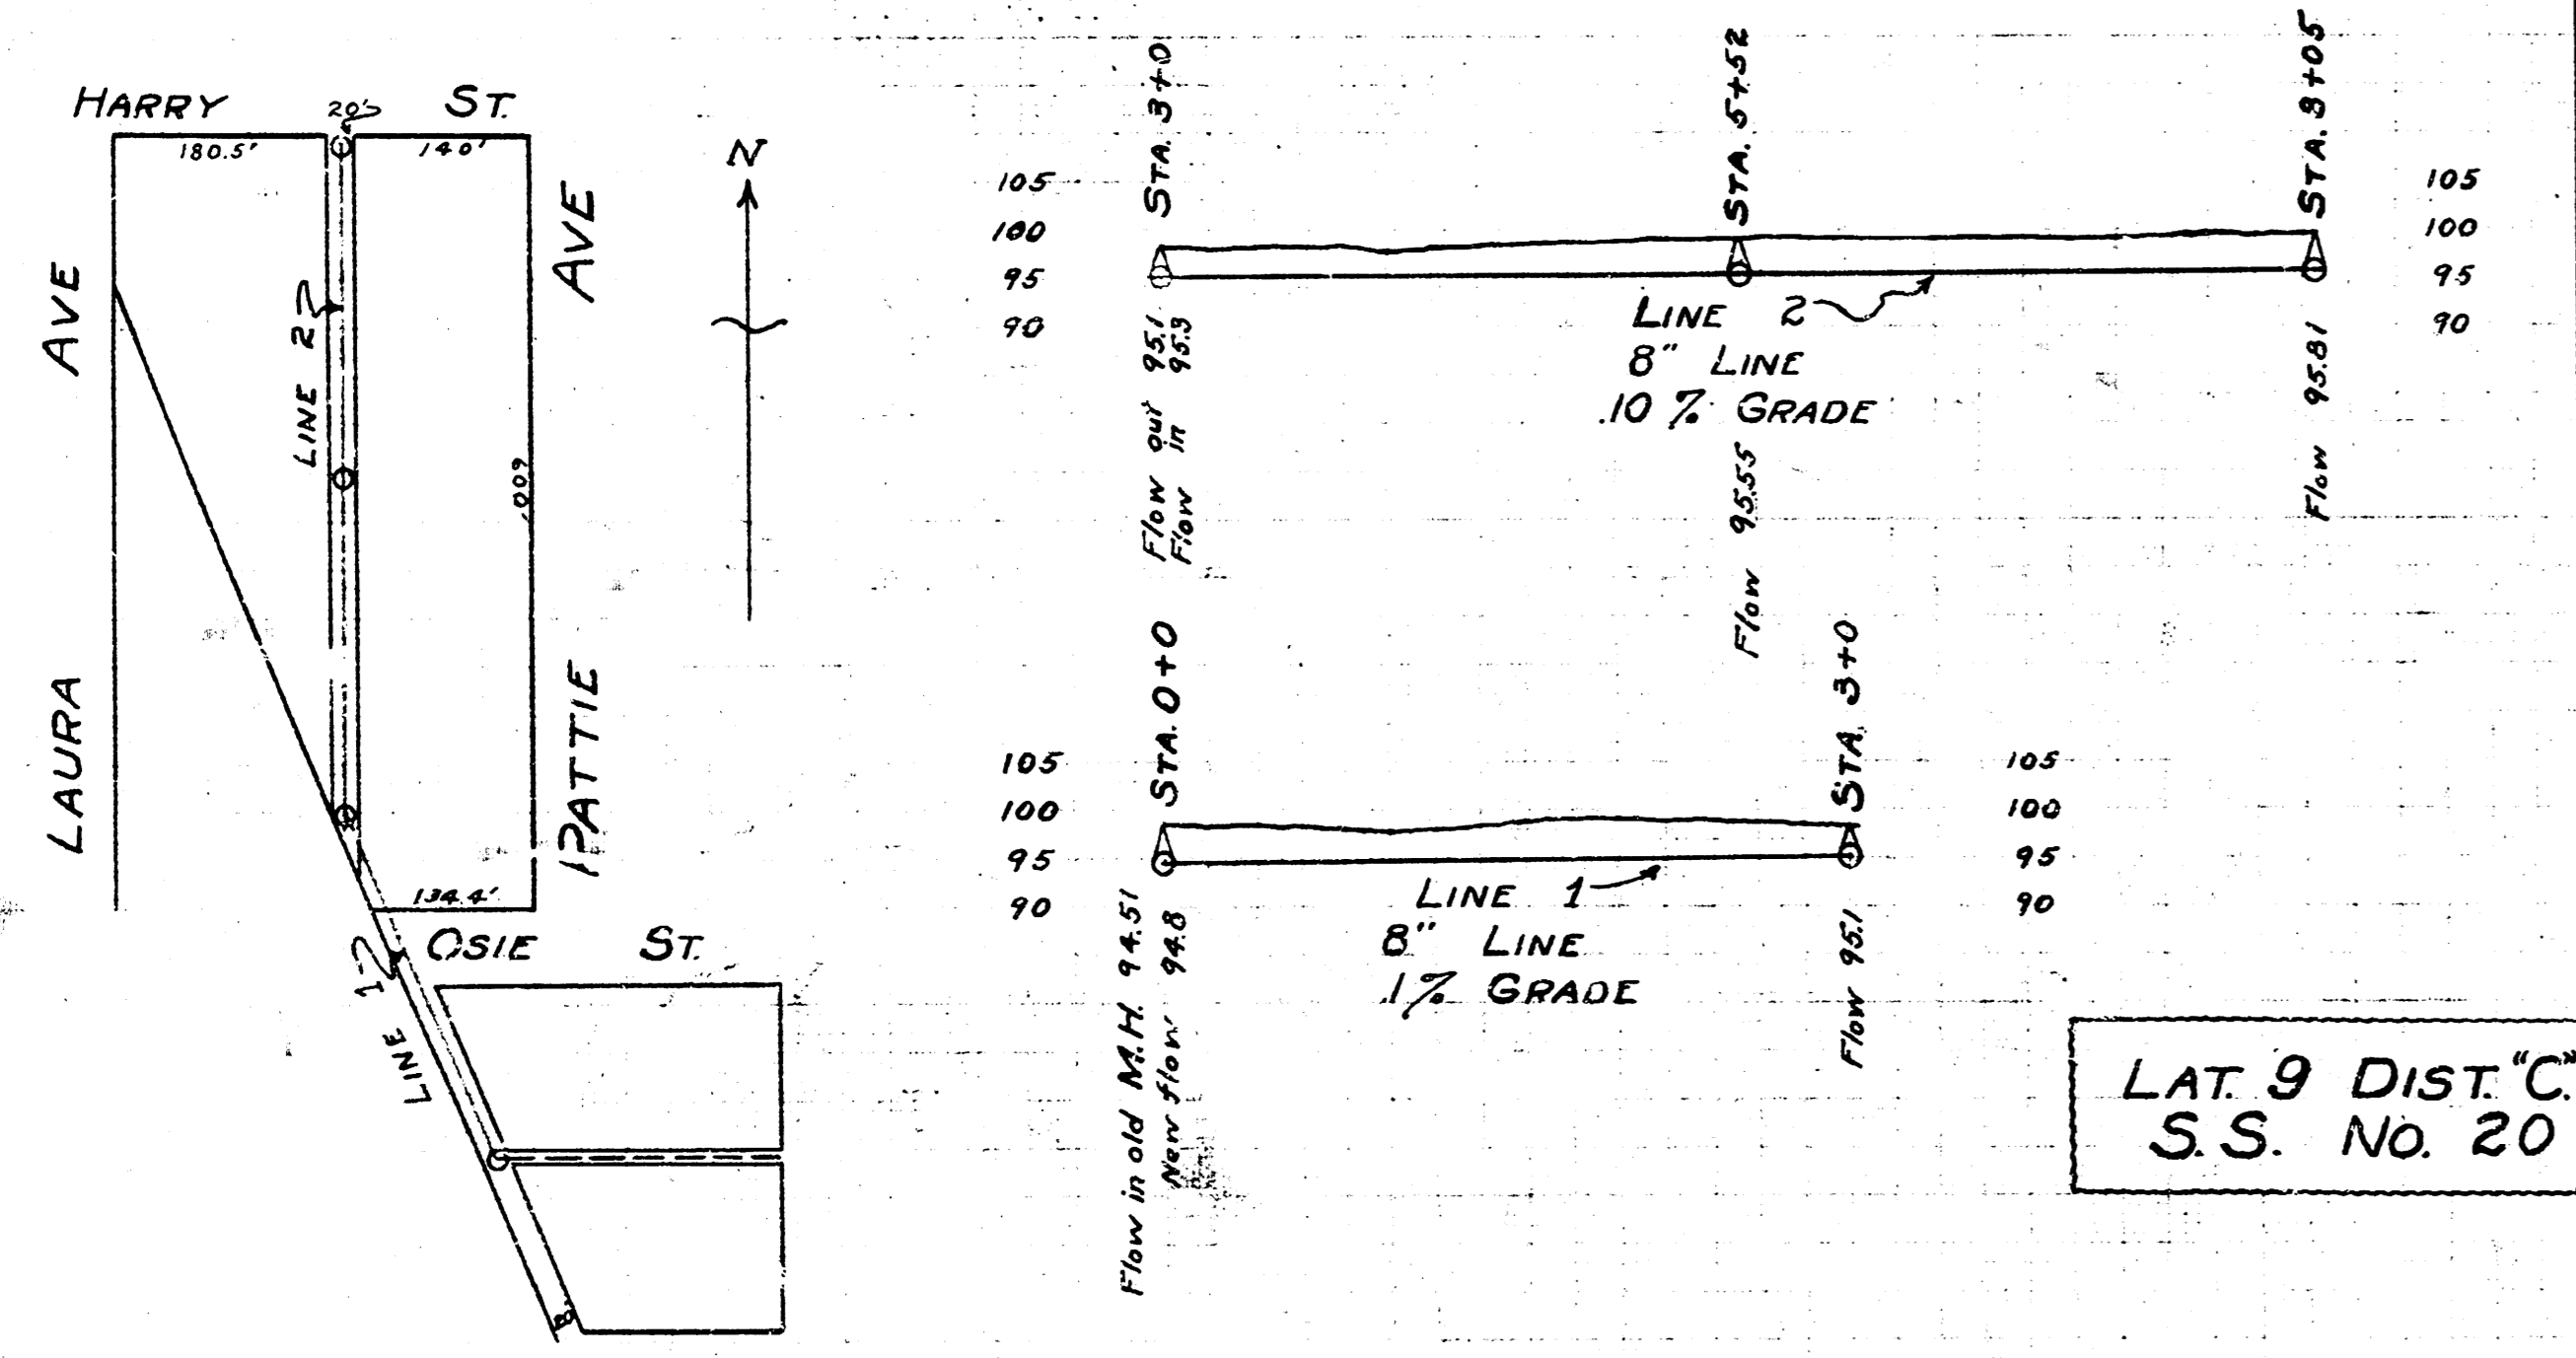 HARRY ST.
20'
180.5'
140'
AVE
LAURA
LINE 2
600'
AVE
PATTIE
N
134.4'
OSIE ST.
LINE 1
8'
STA. 3+0
STA. 5+52
STA. 8+05
105
100
95
90
105
100
95
90
LINE 2
8" LINE
.10 % GRADE
Flow out 95.1
Flow in 95.3
Flow 95.55
Flow 95.81
STA. 0+0
STA. 3+0
105
100
95
90
105
100
95
90
LINE 1
8" LINE
.1% GRADE
Flow in old M.H. 94.51
New flow 94.8
Flow 95.1
LAT. 9 DIST. "C"
S.S. NO. 20